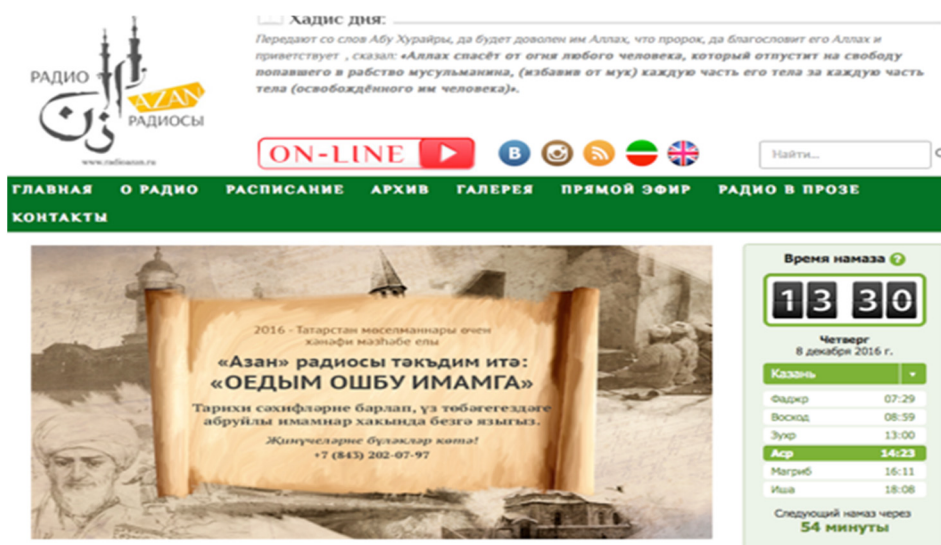 Хадис дня:
Передают со слов Абу Хурайры, да будет доволен им Аллах, что пророк, да благословит его Аллах и
приветствует , сказал: «Аллах спасёт от огня любого человека, который отпустит на свободу
попавшего в рабство мусульманина, (избавив от мук) каждую часть его тела за каждую часть
тела (освобождённого им человека)».
РАДИО
AZAN
РАДИОСЫ
www.radioazan.ru
ON-LINE
В
Найти...
ГЛАВНАЯ О РАДИО РАСПИСАНИЕ АРХИВ ГАЛЕРЕЯ ПРЯМОЙ ЭФИР РАДИО В ПРОЗЕ
КОНТАКТЫ
2016 - Татарстан мөселманнары өчен
хәнәфи мәзһәбе елы
«Азан» радиосы тәкъдим итә:
«ОЕДЫМ ОШБУ ИМАМГА»
Тарихи сәхифләрне барлап, үз төбәгегездәге
абруйлы имамнар хакында безгә языгыз.
Җиңүчеләрне бүләкләр көтә!
+7 (843) 202-07-97
Время намаза ?
13 30
Четверг
8 декабря 2016 г.
Казань
Фаджр 07:29
Восход 08:59
Зухр 13:00
Аср 14:23
Магриб 16:11
Иша 18:08
Следующий намаз через
54 минуты